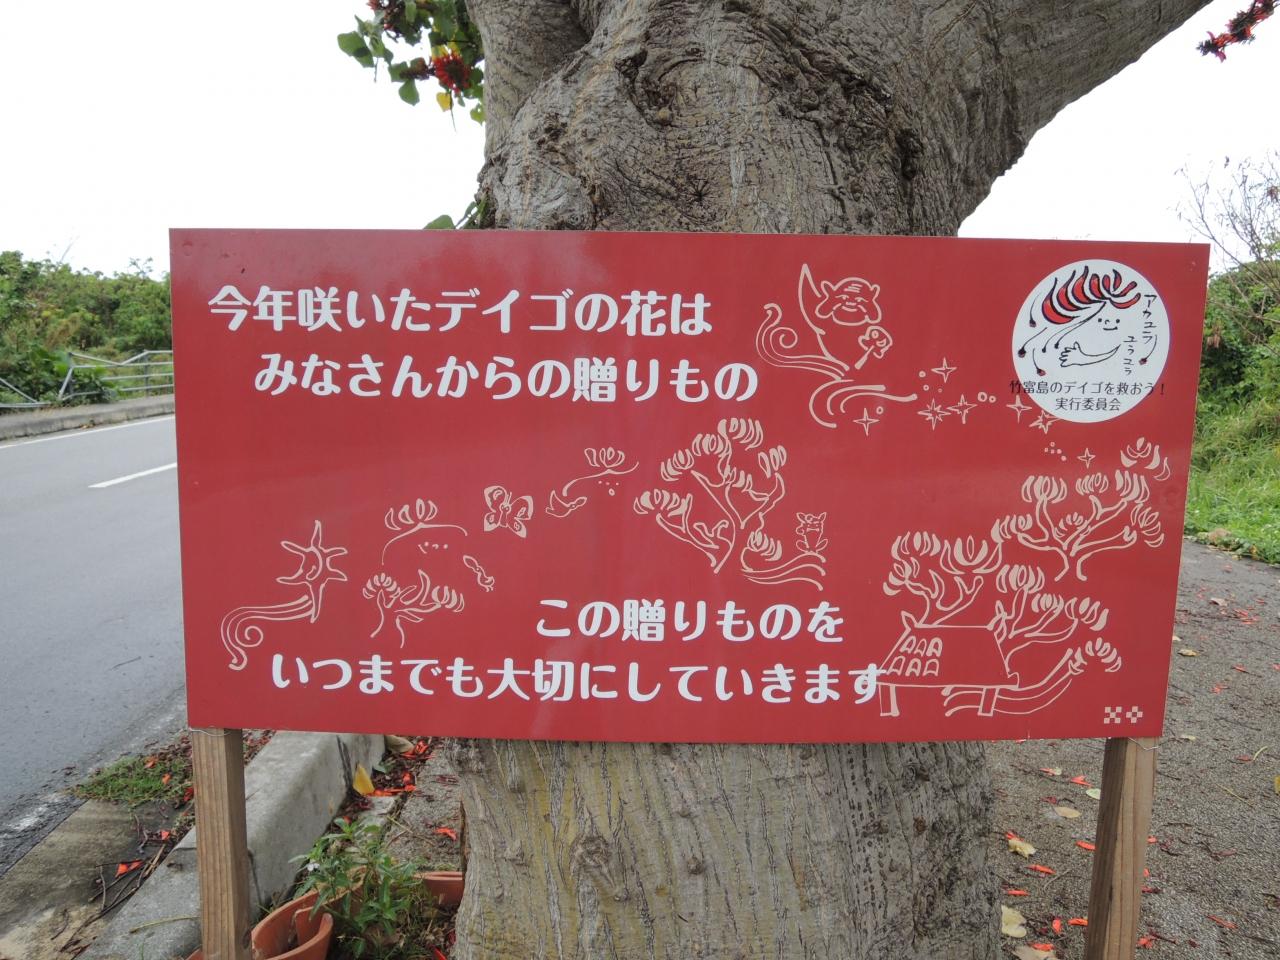 今年咲いたデイゴの花は
みなさんからの贈りもの
アカユラ
ユラユラ
竹富島のデイゴを救おう!
実行委員会
この贈りものを
いつまでも大切にしていきます